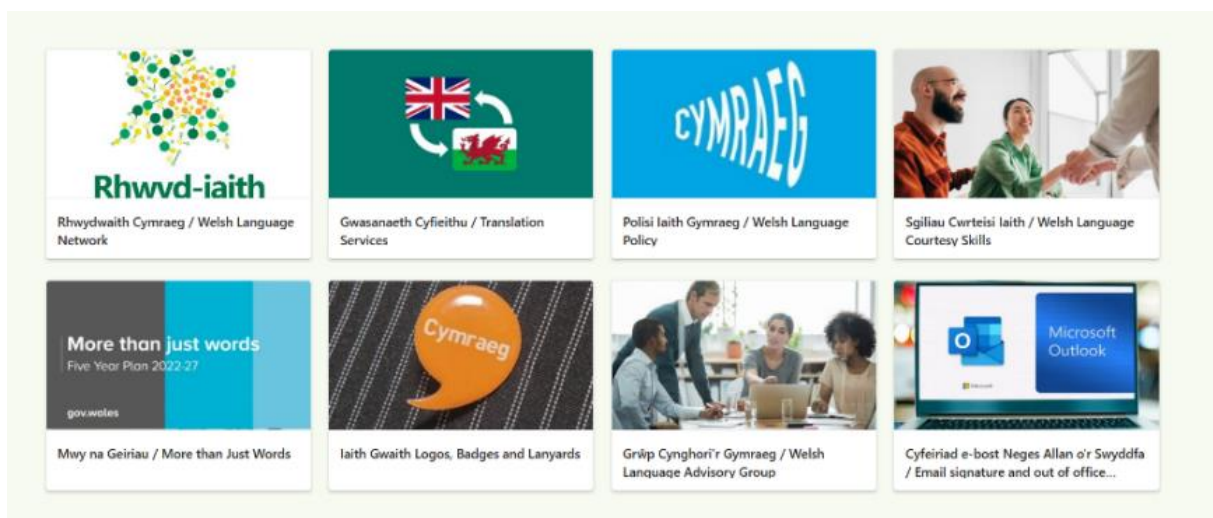 Rhwyd-iaith
Rhwydwaith Cymraeg / Welsh Language
Network
Gwasanaeth Cyfieithu / Translation
Services
CYMRAEG
Polisi Iaith Gymraeg / Welsh Language
Policy
Sgiliau Cwrteisi Iaith / Welsh Language
Courtesy Skills
More than just words
Five Year Plan 2022-27
gov.wales
Mwy na Geiriau / More than Just Words
Cymraeg
Iaith Gwaith Logos, Badges and Lanyards
Grŵp Cynghori'r Gymraeg / Welsh
Language Advisory Group
Microsoft
Outlook
Microsoft
Cyfeiriad e-bost Neges Allan o'r Swyddfa
/ Email signature and out of office...